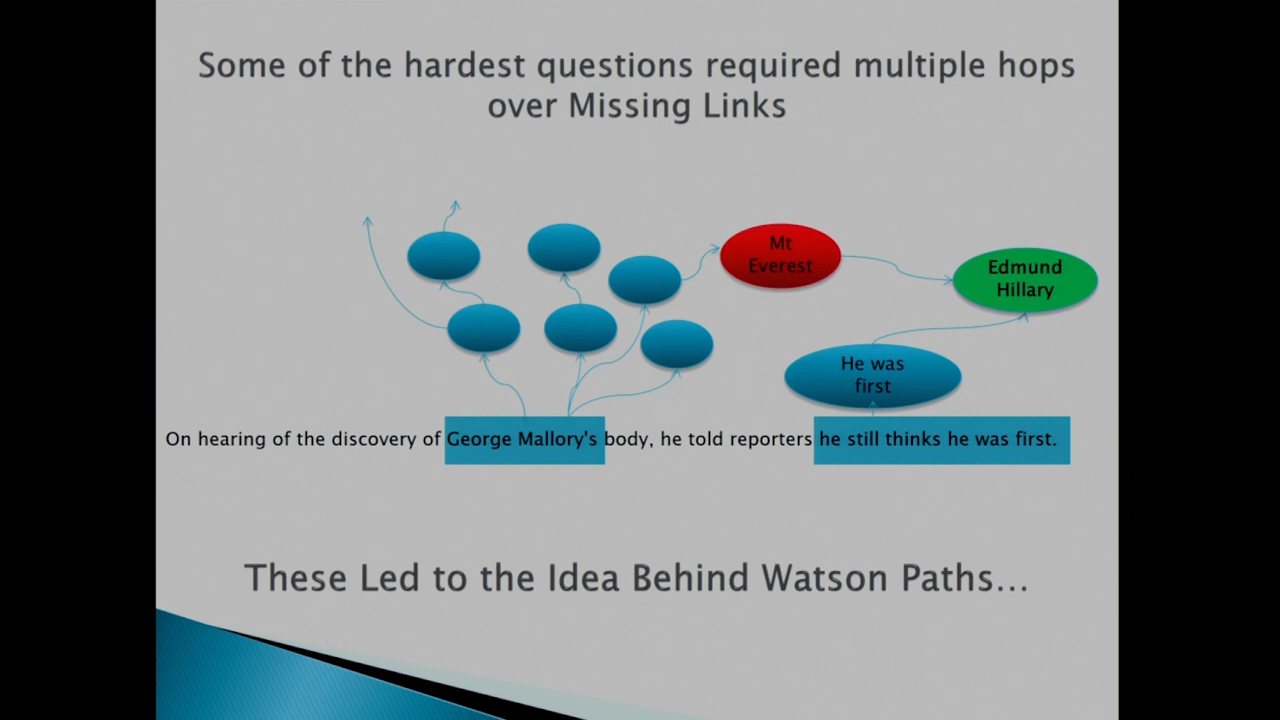 Some of the hardest questions required multiple hops
over Missing Links
Mt
Everest
Edmund
Hillary
He was
first
On hearing of the discovery of George Mallory's body, he told reporters he still thinks he was first.
These Led to the Idea Behind Watson Paths...